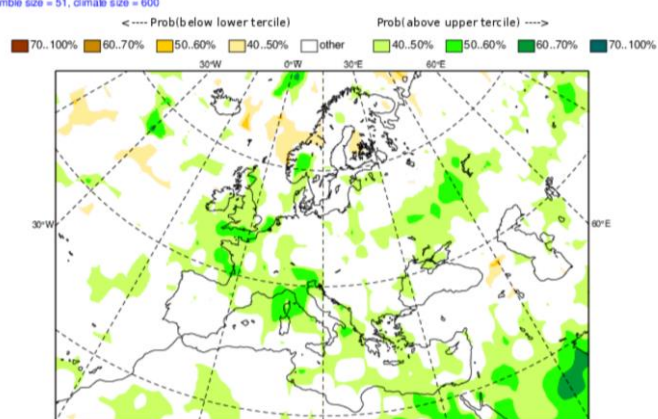 size = 51, climate size = 600
<---- Prob(below lower tercile)
Prob(above upper tercile) ---->
70..100% 60..70% 50..60% 40..50% other 40..50% 50..60% 60..70% 70..100%
30°W 0°W 30°E 60°E
30°W 60°E